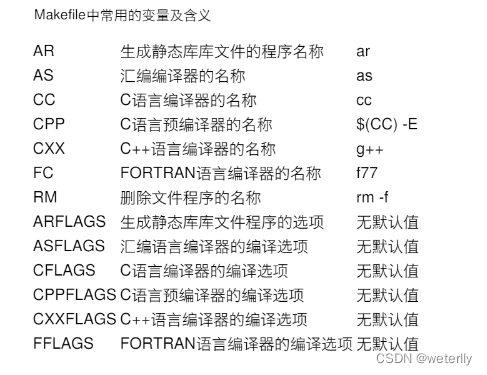 Makefile中常用的变量及含义
AR 生成静态库库文件的程序名称 ar
AS 汇编编译器的名称 as
CC C语言编译器的名称 cc
CPP C语言预编译器的名称 $(CC) -E
CXX C++语言编译器的名称 g++
FC FORTRAN语言编译器的名称 f77
RM 删除文件程序的名称 rm -f
ARFLAGS 生成静态库库文件程序的选项 无默认值
ASFLAGS 汇编语言编译器的编译选项 无默认值
CFLAGS C语言编译器的编译选项 无默认值
CPPFLAGS C语言预编译器的编译选项 无默认值
CXXFLAGS C++语言编译器的编译选项 无默认值
FFLAGS FORTRAN语言编译器的编译选项 无默认值
CSDN @weterlly